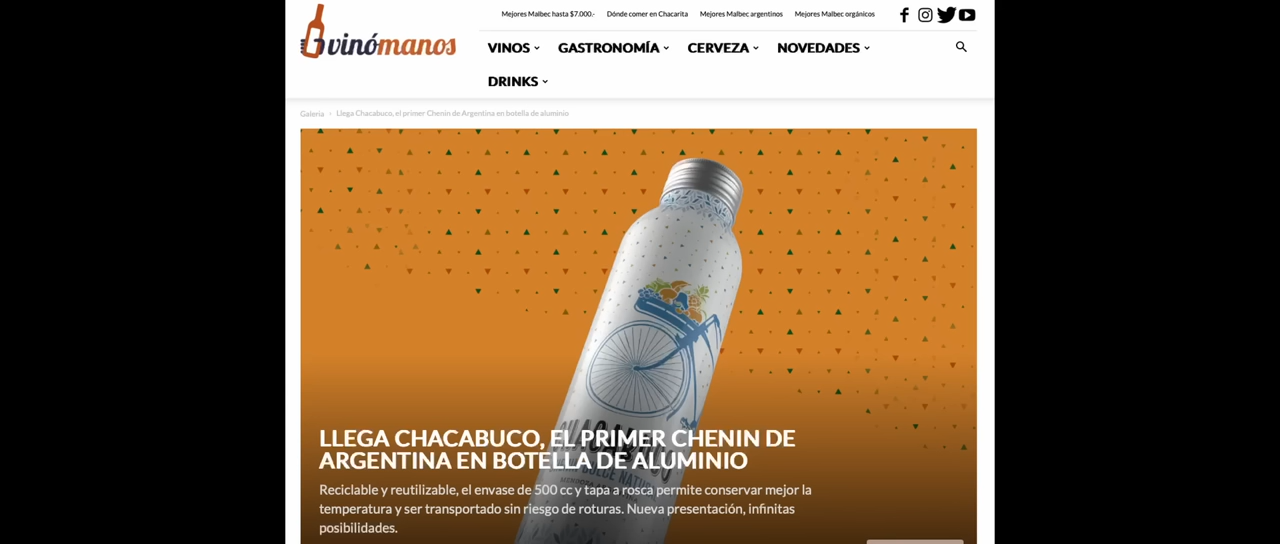 Mejores Malbec hasta $7.000.-
Dónde comer en Chacarita
Mejores Malbec argentinos
Mejores Malbec orgánicos
vinómanos
VINOS
GASTRONOMÍA
CERVEZA
NOVEDADES
DRINKS
Galería › Llega Chacabuco, el primer Chenin de Argentina en botella de aluminio
LLEGA CHACABUCO, EL PRIMER CHENIN DE
ARGENTINA EN BOTELLA DE ALUMINIO
Reciclable y reutilizable, el envase de 500 cc y tapa a rosca permite conservar mejor la
temperatura y ser transportado sin riesgo de roturas. Nueva presentación, infinitas
posibilidades.